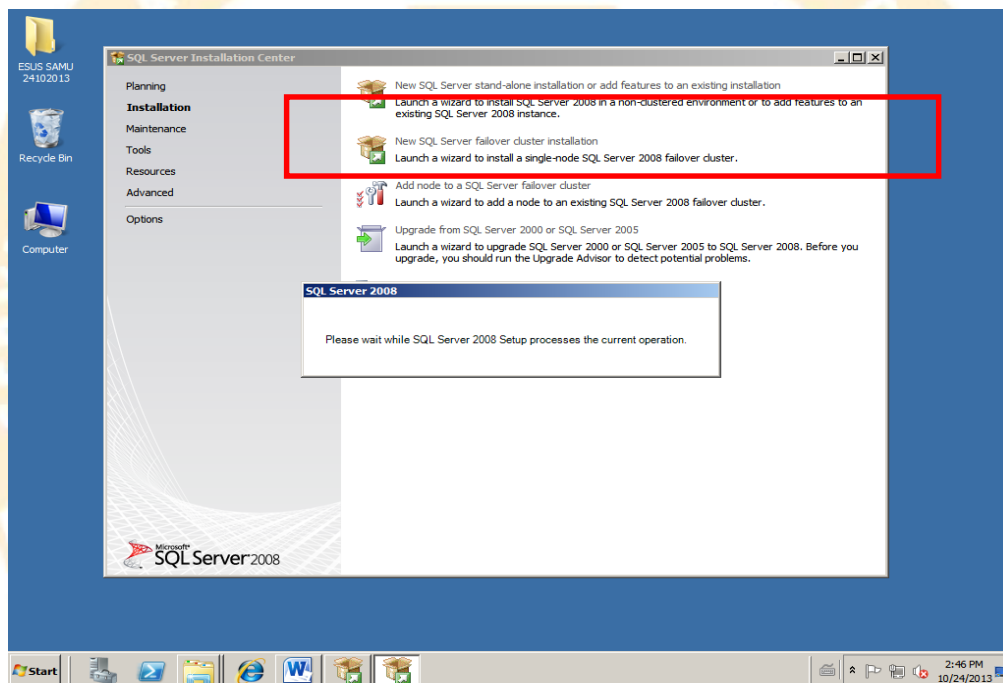 ESUS SAMU
24102013
Recycle Bin
Computer
SQL Server Installation Center
Planning
Installation
Maintenance
Tools
Resources
Advanced
Options
New SQL Server stand-alone installation or add features to an existing installation
Launch a wizard to install SQL Server 2008 in a non-clustered environment or to add features to an
existing SQL Server 2008 instance.
New SQL Server failover cluster installation
Launch a wizard to install a single-node SQL Server 2008 failover cluster.
Add node to a SQL Server failover cluster
Launch a wizard to add a node to an existing SQL Server 2008 failover cluster.
Upgrade from SQL Server 2000 or SQL Server 2005
Launch a wizard to upgrade SQL Server 2000 or SQL Server 2005 to SQL Server 2008. Before you
upgrade, you should run the Upgrade Advisor to detect potential problems.
SQL Server 2008
Please wait while SQL Server 2008 Setup processes the current operation.
Microsoft
SQL Server 2008
Start
2:46 PM
10/24/2013